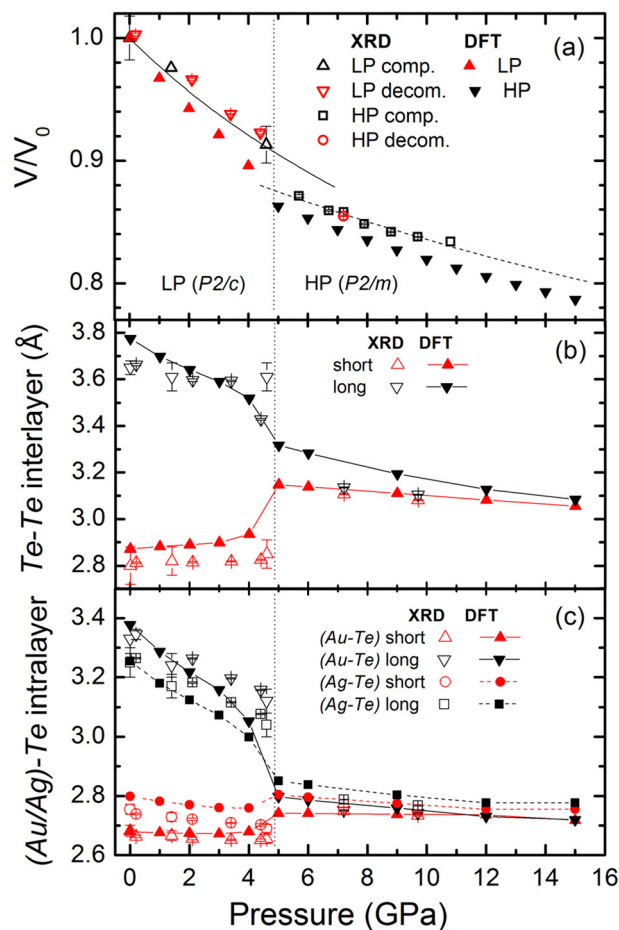 (a)
XRD DFT
LP comp. LP
LP decom. HP
HP comp.
HP decom.
1.0
0.9
0.8
V/V0
LP (P2/c) HP (P2/m)
(b)
XRD DFT
short
long
3.8
3.6
3.4
3.2
3.0
2.8
Te-Te interlayer (Å)
(c)
XRD DFT
(Au-Te) short
(Au-Te) long
(Ag-Te) short
(Ag-Te) long
3.4
3.2
3.0
2.8
2.6
(Au/Ag)-Te intralayer
0 2 4 6 8 10 12 14 16
Pressure (GPa)